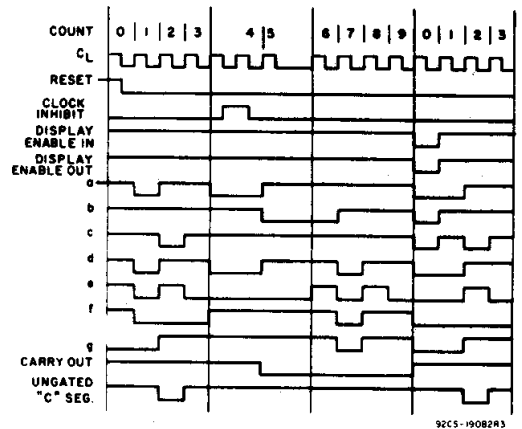 COUNT 0 1 2 3 4 5 6 7 8 9 0 1 2 3
CL
RESET
CLOCK
INHIBIT
DISPLAY
ENABLE IN
DISPLAY
ENABLE OUT
a
b
c
d
e
f
g
CARRY OUT
UNGATED
"C" SEG.
92CS-19082R3